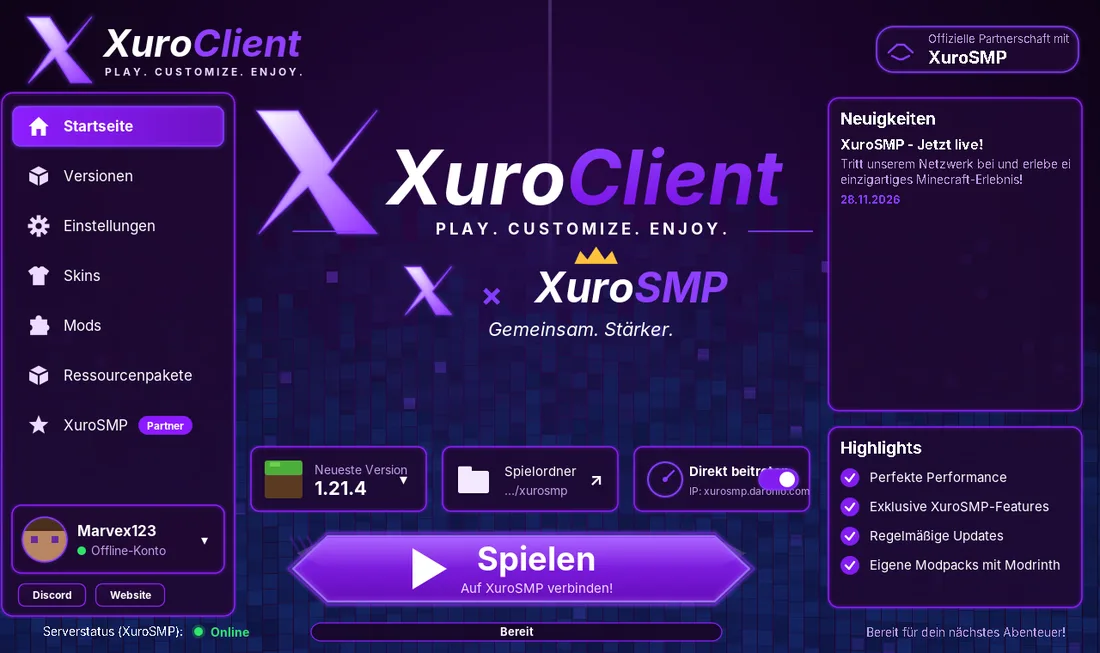 XuroClient
PLAY. CUSTOMIZE. ENJOY.
Offizielle Partnerschaft mit
XuroSMP
Startseite
Versionen
Einstellungen
Skins
Mods
Ressourcenpakete
XuroSMP Partner
Marvex123
Offline-Konto
Discord Website
Serverstatus (XuroSMP): Online
XuroClient
PLAY. CUSTOMIZE. ENJOY.
X × XuroSMP
Gemeinsam. Stärker.
Neueste Version
1.21.4
Spielordner
.../xurosmp
Direkt
IP: xurosmp.darohio.com
Spielen
Auf XuroSMP verbinden!
Bereit
Neuigkeiten
XuroSMP - Jetzt live!
Tritt unserem Netzwerk bei und erlebe ei
einzigartiges Minecraft-Erlebnis!
28.11.2026
Highlights
Perfekte Performance
Exklusive XuroSMP-Features
Regelmäßige Updates
Eigene Modpacks mit Modrinth
Bereit für dein nächstes Abenteuer!